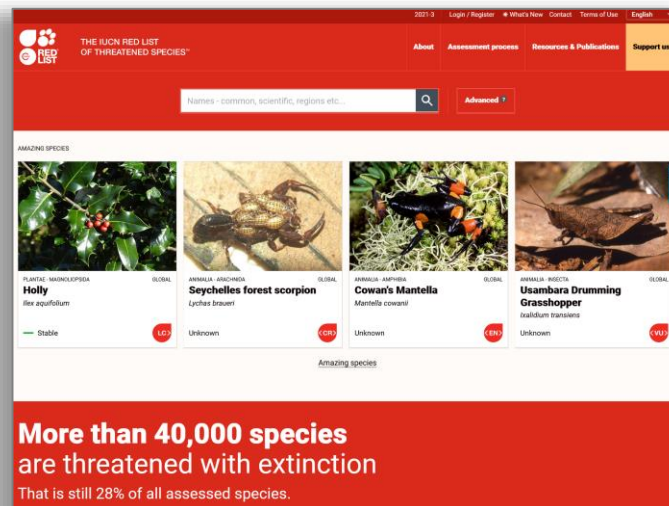 2021-3 Login / Register ✷ What's New Contact Terms of Use English
RED LIST
THE IUCN RED LIST
OF THREATENED SPECIES™
About Assessment process Resources & Publications Support us
Names - common, scientific, regions etc...
Advanced ?
AMAZING SPECIES
PLANTAE - MAGNOLIOPSIDA GLOBAL
Holly
Ilex aquifolium
Stable LC
ANIMALIA - ARACHNIDA GLOBAL
Seychelles forest scorpion
Lychas braueri
Unknown CR
ANIMALIA - AMPHIBIA GLOBAL
Cowan's Mantella
Mantella cowanii
Unknown EN
ANIMALIA - INSECTA GLOBAL
Usambara Drumming
Grasshopper
Ixalidium transiens
Unknown VU
Amazing species
More than 40,000 species
are threatened with extinction
That is still 28% of all assessed species.